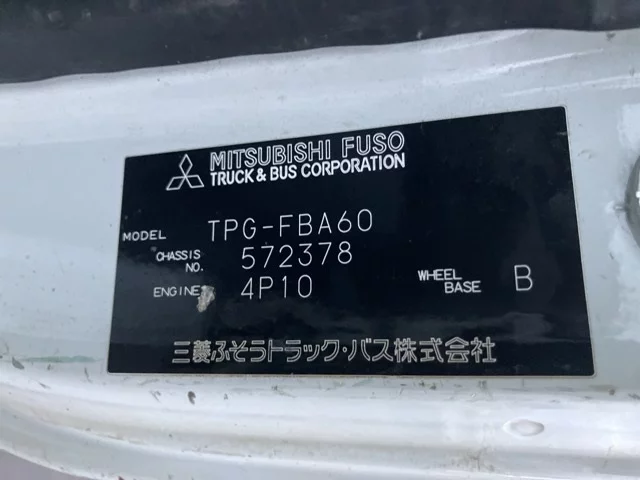 MITSUBISHI FUSO
TRUCK & BUS CORPORATION
MODEL TPG-FBA60
CHASSIS NO. 572378
ENGINE 4P10 WHEEL BASE B
三菱ふそうトラック・バス株式会社